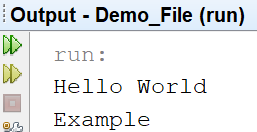 Output - Demo_File (run)
run:
Hello World
Example